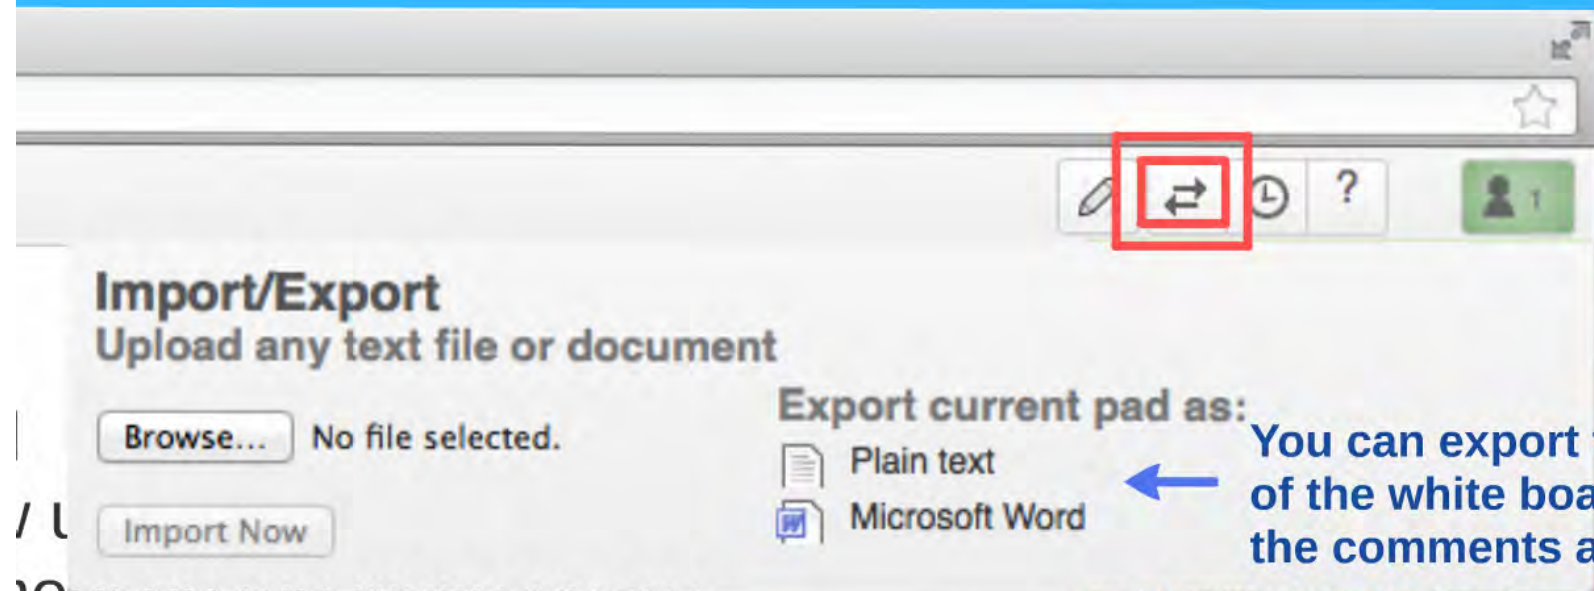 ?
1
Import/Export
Upload any text file or document
Browse... No file selected.
Import Now
Export current pad as:
Plain text
Microsoft Word
You can export
of the white
the comments